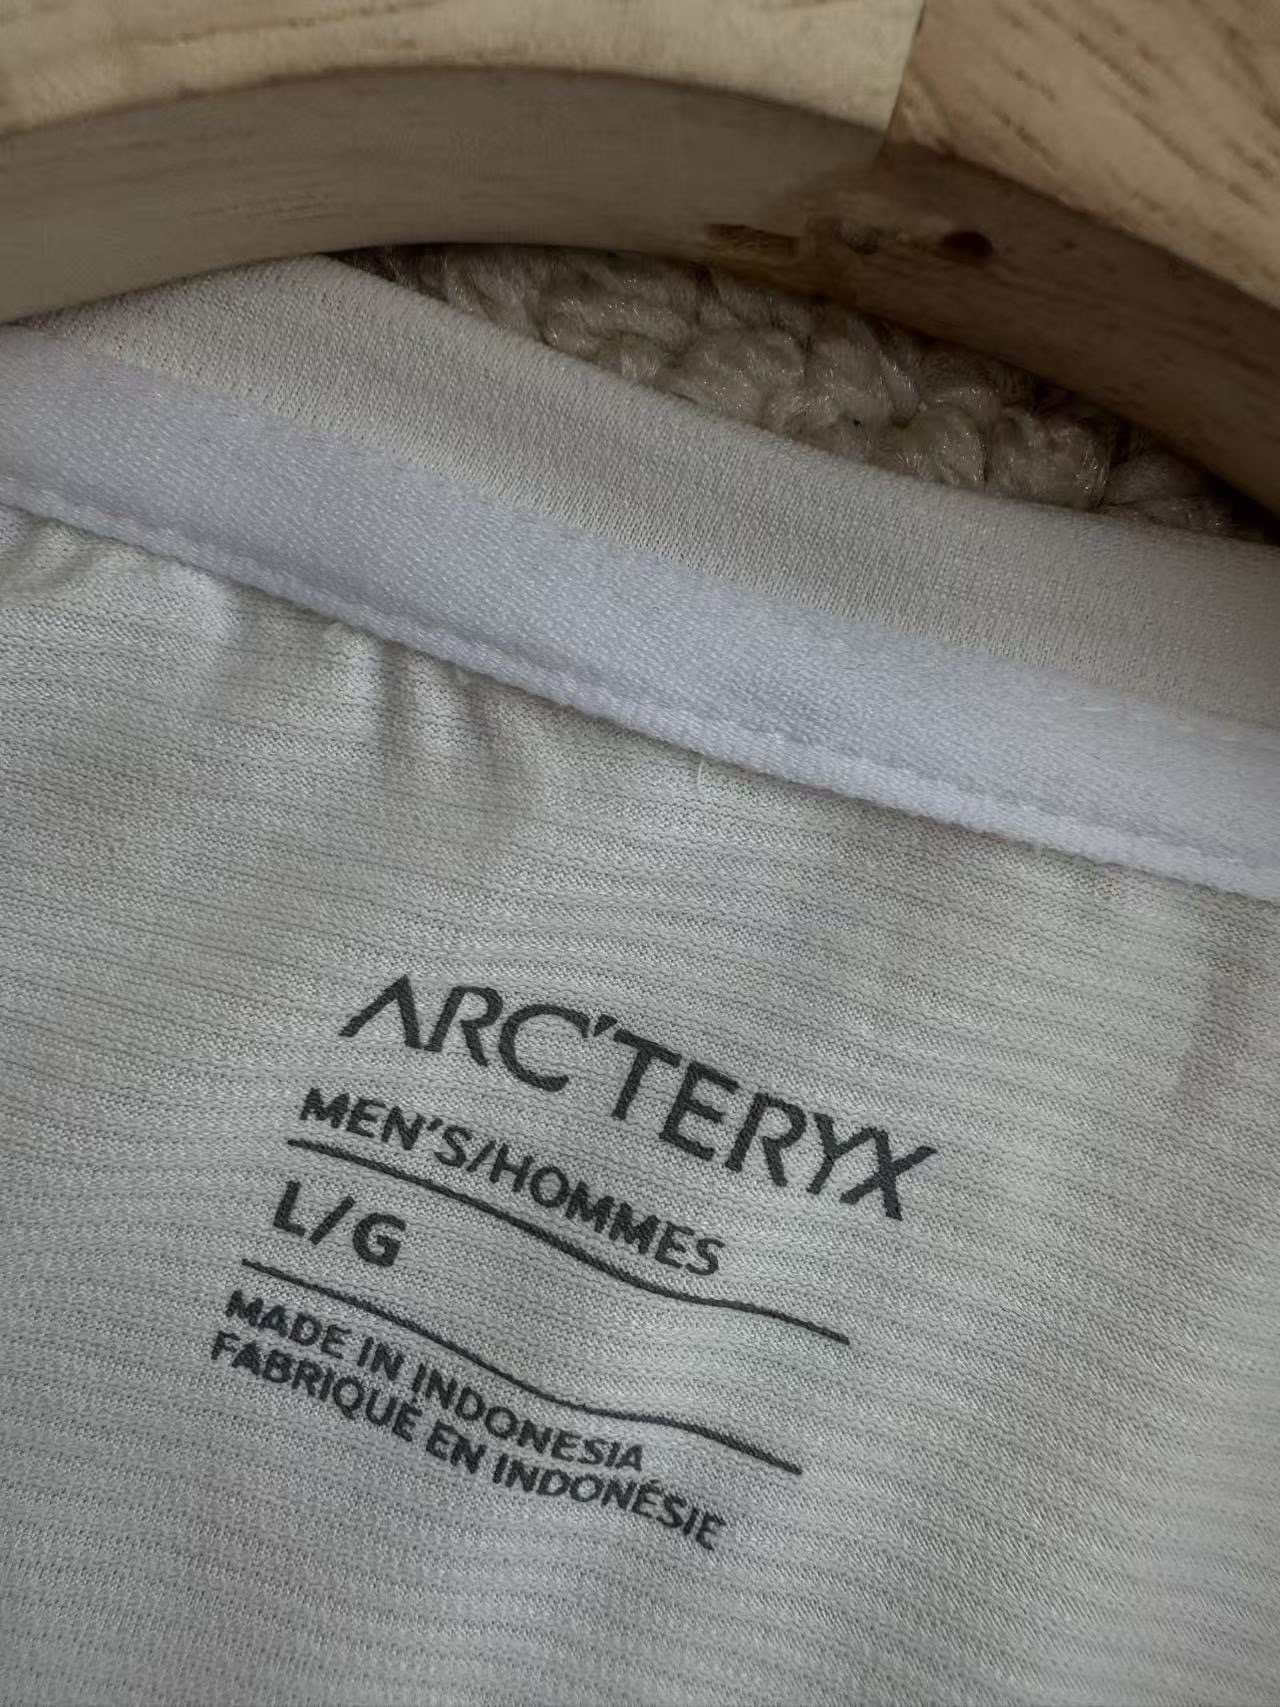 ARC'TERYX
MEN'S/HOMMES
L/G
MADE IN INDONESIA
FABRIQUÉ EN INDONÉSIE